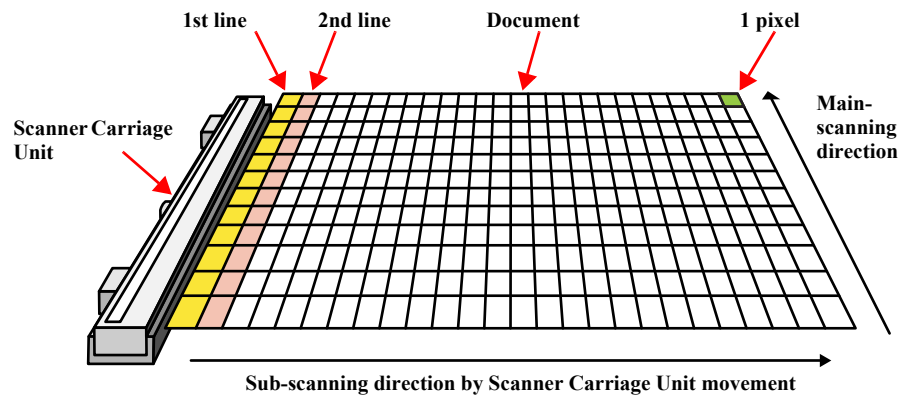 1st line
2nd line
Document
1 pixel
Main-
scanning
direction
Scanner Carriage
Unit
Sub-scanning direction by Scanner Carriage Unit movement